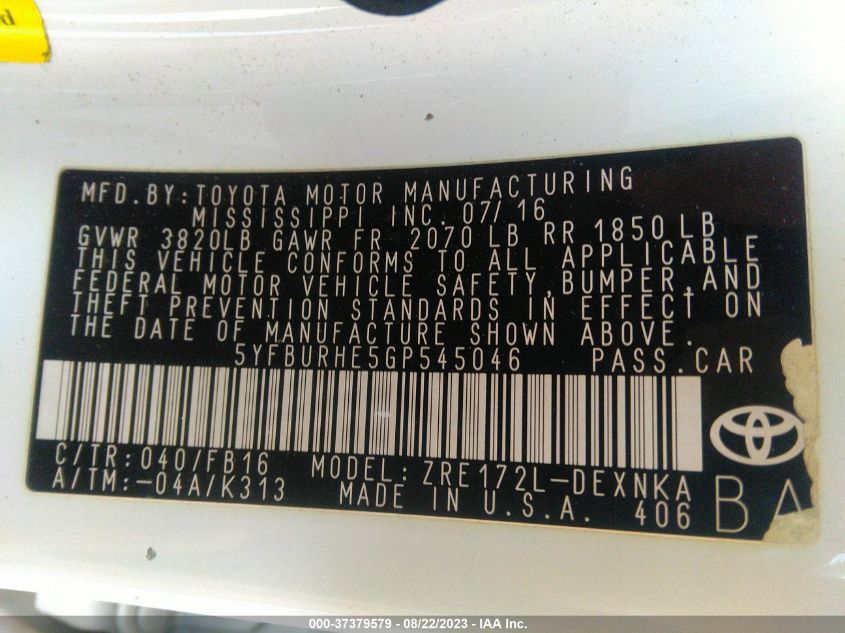 MFD.BY:TOYOTA MOTOR MANUFACTURING
MISSISSIPPI INC. 07/16
GVWR 3820LB GAWR FR 2070 LB RR 1850LB
THIS VEHICLE CONFORMS TO ALL APPLICABLE
FEDERAL MOTOR VEHICLE SAFETY,BUMPER,AND
THEFT PREVENTION STANDARDS IN EFFECT ON
THE DATE OF MANUFACTURE SHOWN ABOVE.
5YFBURHE5GP545046 PASS.CAR
C/TR:040/FB16 MODEL:ZRE172L-DEXNKA
A/TM:-04A/K313 MADE IN U.S.A. 406 BA
000-37379579 - 08/22/2023 - IAA Inc.